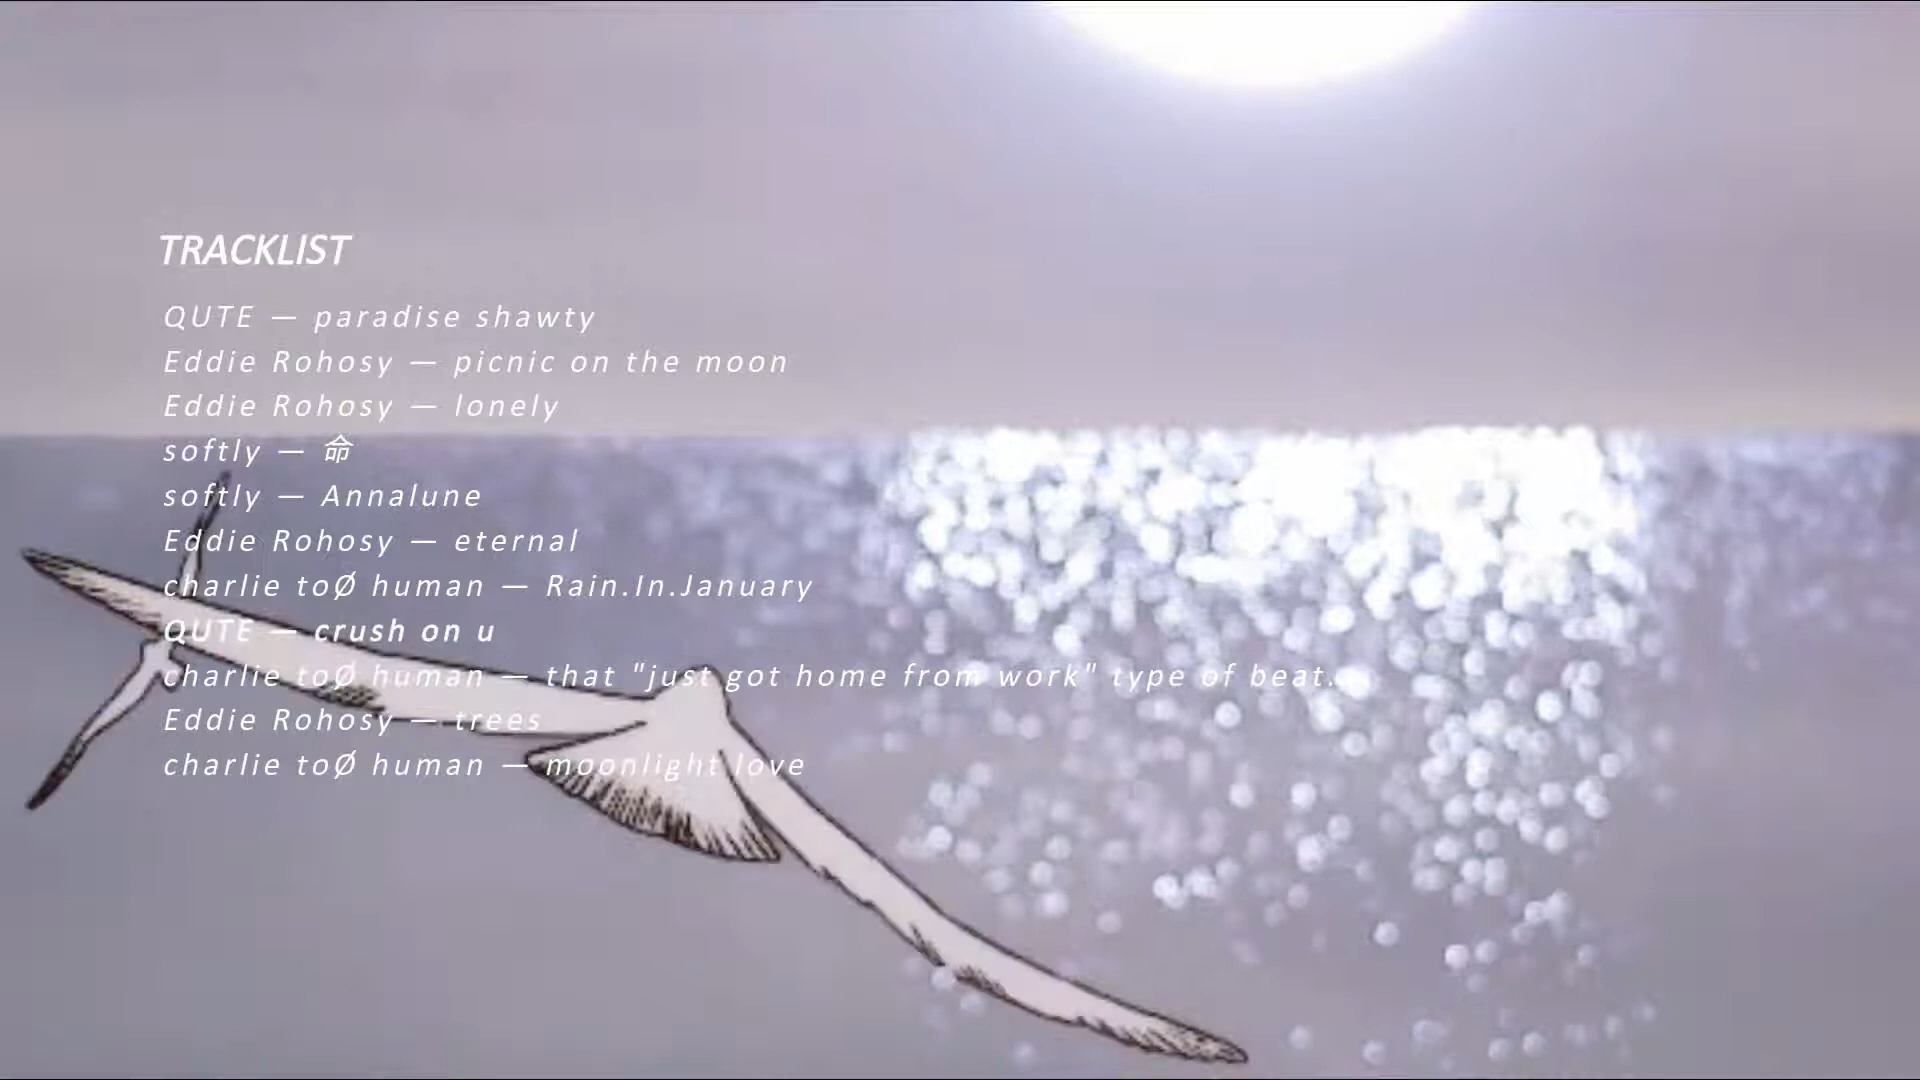 TRACKLIST
QUTE — paradise shawty
Eddie Rohosy — picnic on the moon
Eddie Rohosy — lonely
softly — 命
softly — Annalune
Eddie Rohosy — eternal
charlie toØ human — Rain.In.January
QUTE — crush on u
charlie toØ human — that "just got home from work" type of beat.
Eddie Rohosy — trees
charlie toØ human — moonlight love